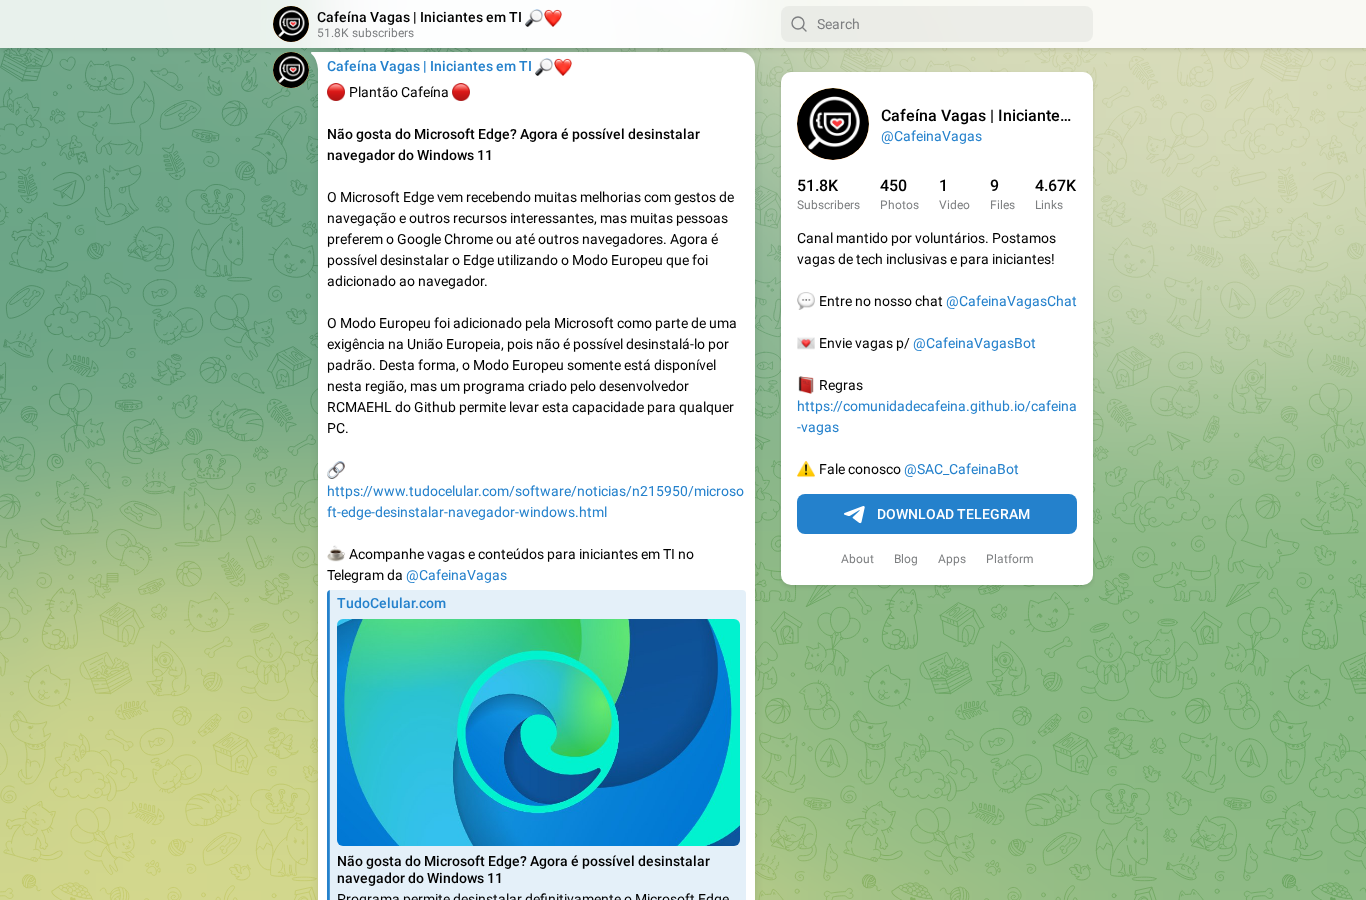 Cafeína Vagas | Iniciantes em TI 🔎❤️
51.8K subscribers
Search
Cafeína Vagas | Iniciantes em TI 🔎❤️
🔴 Plantão Cafeína 🔴
Não gosta do Microsoft Edge? Agora é possível desinstalar
navegador do Windows 11
O Microsoft Edge vem recebendo muitas melhorias com gestos de
navegação e outros recursos interessantes, mas muitas pessoas
preferem o Google Chrome ou até outros navegadores. Agora é
possível desinstalar o Edge utilizando o Modo Europeu que foi
adicionado ao navegador.
O Modo Europeu foi adicionado pela Microsoft como parte de uma
exigência na União Europeia, pois não é possível desinstalá-lo por
padrão. Desta forma, o Modo Europeu somente está disponível
nesta região, mas um programa criado pelo desenvolvedor
RCMAEHL do Github permite levar esta capacidade para qualquer
PC.
🔗
https://www.tudocelular.com/software/noticias/n215950/microso
ft-edge-desinstalar-navegador-windows.html
☕️ Acompanhe vagas e conteúdos para iniciantes em TI no
Telegram da @CafeinaVagas
TudoCelular.com
Não gosta do Microsoft Edge? Agora é possível desinstalar
navegador do Windows 11
Programa permite desinstalar definitivamente o Microsoft Edge
Cafeína Vagas | Iniciante…
@CafeinaVagas
51.8K 450 1 9 4.67K
Subscribers Photos Video Files Links
Canal mantido por voluntários. Postamos
vagas de tech inclusivas e para iniciantes!
💬 Entre no nosso chat @CafeinaVagasChat
💌 Envie vagas p/ @CafeinaVagasBot
📕 Regras
https://comunidadecafeina.github.io/cafeina
-vagas
⚠️ Fale conosco @SAC_CafeinaBot
DOWNLOAD TELEGRAM
About Blog Apps Platform